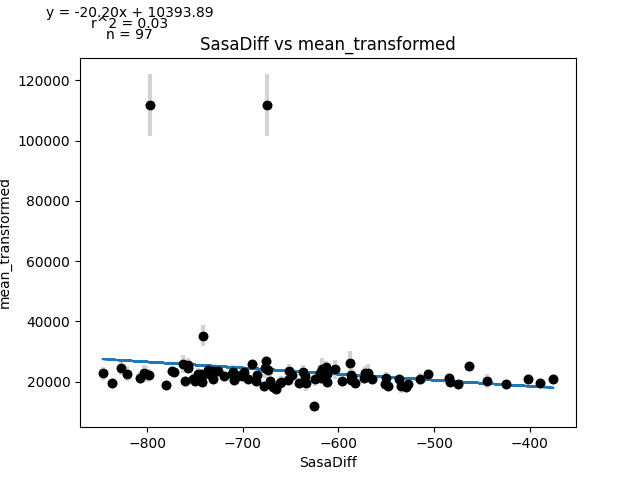 y = -20.20x + 10393.89
r^2 = 0.03
n = 97
SasaDiff vs mean_transformed
120000
100000
80000
60000
40000
20000
mean_transformed
−800
−700
−600
−500
−400
SasaDiff